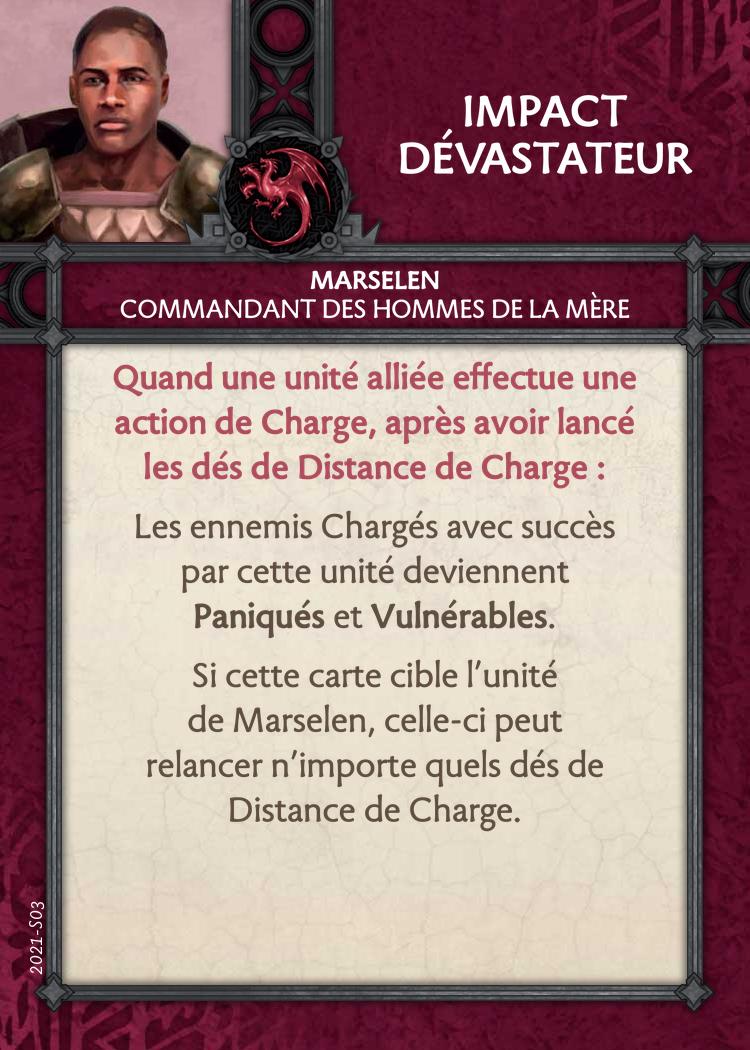 IMPACT
DÉVASTATEUR
MARSELEN
COMMANDANT DES HOMMES DE LA MÈRE
Quand une unité alliée effectue une
action de Charge, après avoir lancé
les dés de Distance de Charge :
Les ennemis Chargés avec succès
par cette unité deviennent
Paniqués et Vulnérables.
Si cette carte cible l’unité
de Marselen, celle-ci peut
relancer n’importe quels dés de
Distance de Charge.
2021-S03